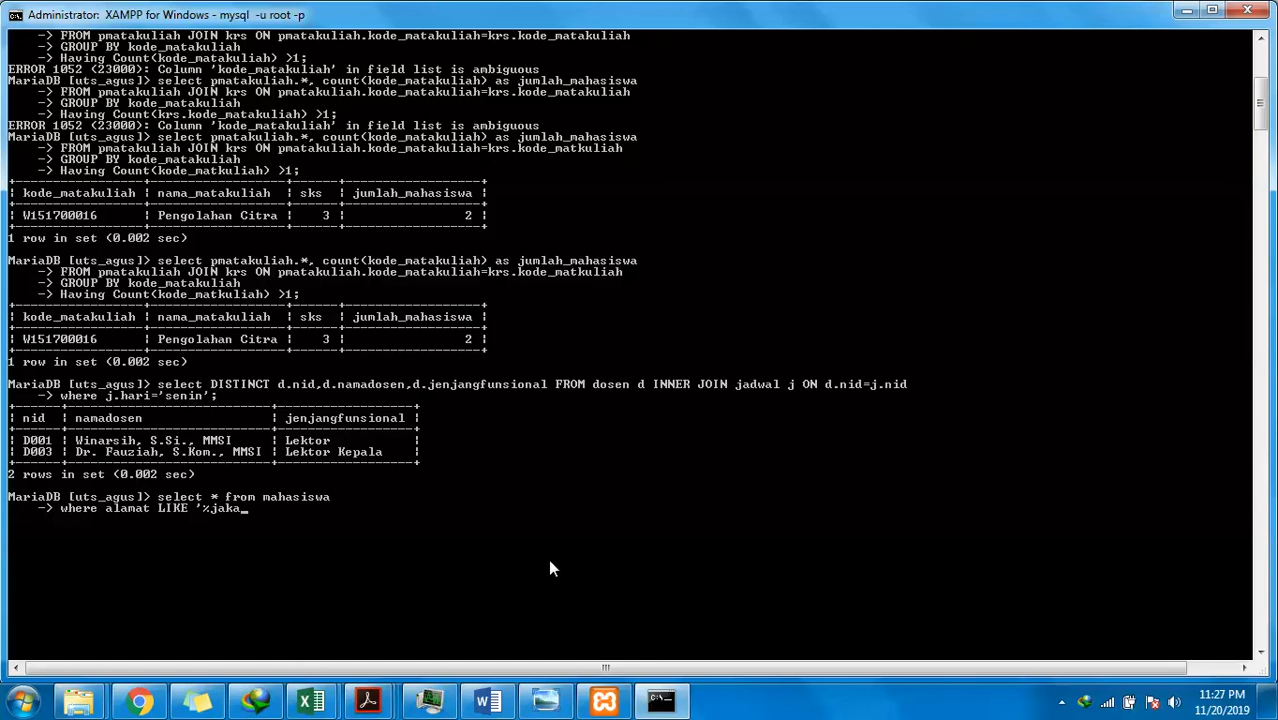 Administrator: XAMPP for Windows - mysql -u root -p
-> FROM pmatakuliah JOIN krs ON pmatakuliah.kode_matakuliah=krs.kode_matakuliah
-> GROUP BY kode_matakuliah
-> Having Count(kode_matakuliah) >1;
ERROR 1052 (23000): Column 'kode_matakuliah' in field list is ambiguous
MariaDB [uts_agus]> select pmatakuliah.*, count(kode_matakuliah) as jumlah_mahasiswa
-> FROM pmatakuliah JOIN krs ON pmatakuliah.kode_matakuliah=krs.kode_matakuliah
-> GROUP BY kode_matakuliah
-> Having Count(krs.kode_matakuliah) >1;
ERROR 1052 (23000): Column 'kode_matakuliah' in field list is ambiguous
MariaDB [uts_agus]> select pmatakuliah.*, count(kode_matakuliah) as jumlah_mahasiswa
-> FROM pmatakuliah JOIN krs ON pmatakuliah.kode_matakuliah=krs.kode_matkuliah
-> GROUP BY kode_matakuliah
-> Having Count(kode_matakuliah) >1;
| kode_matakuliah | nama_matakuliah | sks | jumlah_mahasiswa |
| W151700016 | Pengolahan Citra | 3 | 2 |
1 row in set (0.002 sec)
MariaDB [uts_agus]> select pmatakuliah.*, count(kode_matakuliah) as jumlah_mahasiswa
-> FROM pmatakuliah JOIN krs ON pmatakuliah.kode_matakuliah=krs.kode_matkuliah
-> GROUP BY kode_matakuliah
-> Having Count(kode_matkuliah) >1;
| kode_matakuliah | nama_matakuliah | sks | jumlah_mahasiswa |
| W151700016 | Pengolahan Citra | 3 | 2 |
1 row in set (0.002 sec)
MariaDB [uts_agus]> select DISTINCT d.nid,d.namadosen,d.jenjangfunsional FROM dosen d INNER JOIN jadwal j ON d.nid=j.nid
-> where j.hari='senin';
| nid | namadosen | jenjangfunsional |
| D001 | Winarsih, S.Si., MMSI | Lektor |
| D003 | Dr. Fauziah, S.Kom., MMSI | Lektor Kepala |
2 rows in set (0.002 sec)
MariaDB [uts_agus]> select * from mahasiswa
-> where alamat LIKE '%jaka_
11:27 PM
11/20/2019